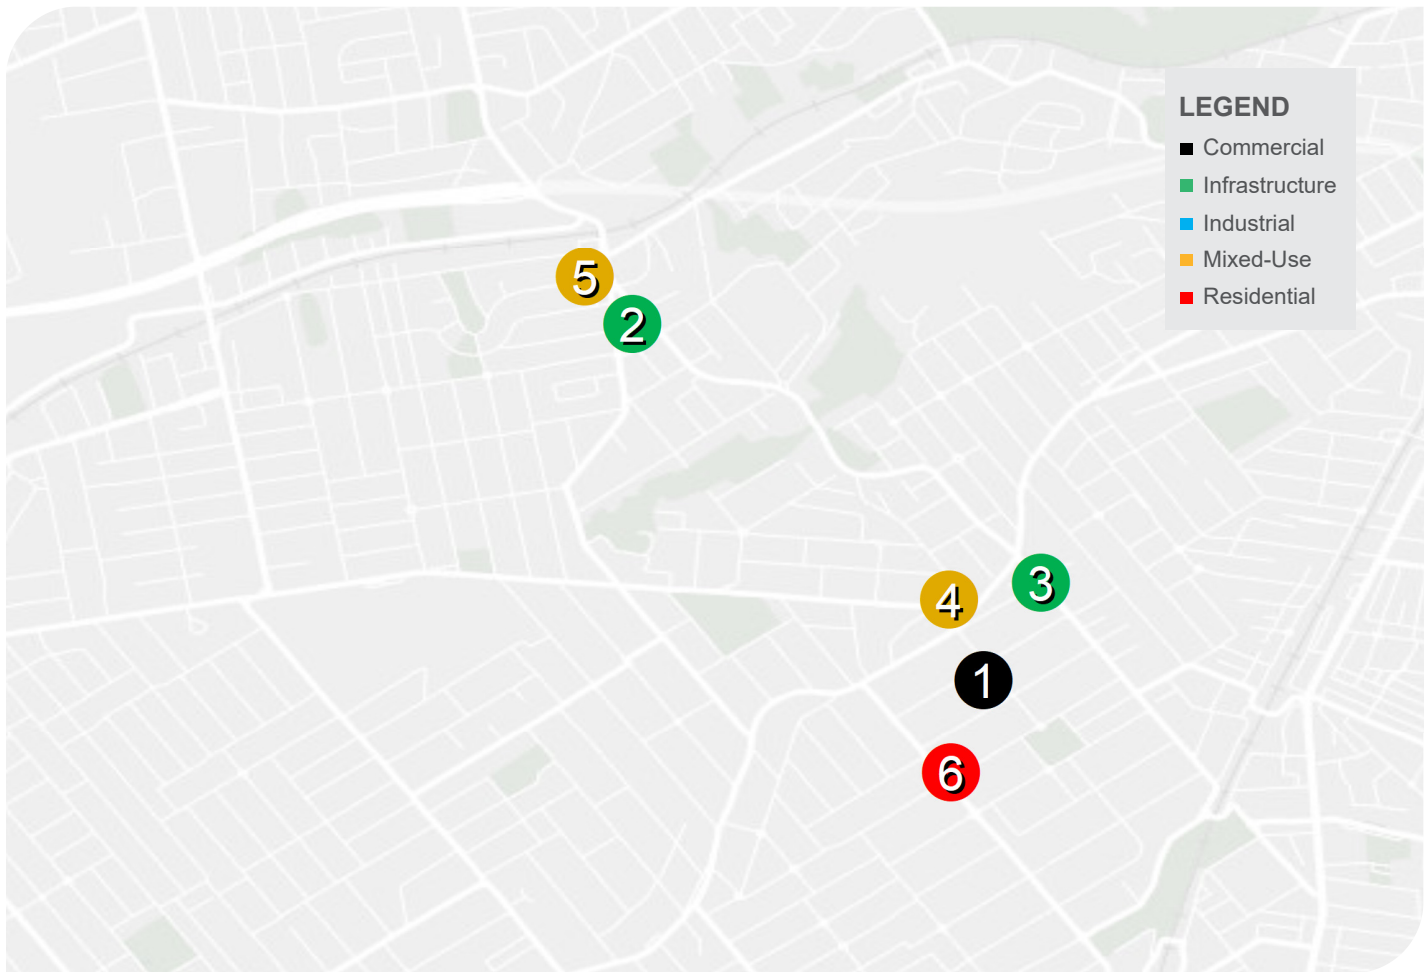 LEGEND
Commercial
Infrastructure
Industrial
Mixed-Use
Residential
5
2
3
4
1
6